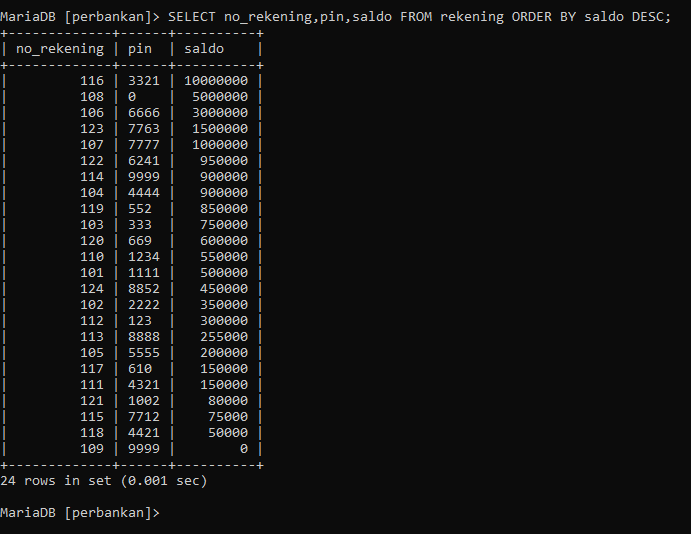 MariaDB [perbankan]> SELECT no_rekening,pin,saldo FROM rekening ORDER BY saldo DESC;
+-------------+------+----------+
| no_rekening | pin  | saldo    |
+-------------+------+----------+
|         116 | 3321 | 10000000 |
|         108 | 0    |  5000000 |
|         106 | 6666 |  3000000 |
|         123 | 7763 |  1500000 |
|         107 | 7777 |  1000000 |
|         122 | 6241 |   950000 |
|         114 | 9999 |   900000 |
|         104 | 4444 |   900000 |
|         119 | 552  |   850000 |
|         103 | 333  |   750000 |
|         120 | 669  |   600000 |
|         110 | 1234 |   550000 |
|         101 | 1111 |   500000 |
|         124 | 8852 |   450000 |
|         102 | 2222 |   350000 |
|         112 | 123  |   300000 |
|         113 | 8888 |   255000 |
|         105 | 5555 |   200000 |
|         117 | 610  |   150000 |
|         111 | 4321 |   150000 |
|         121 | 1002 |    80000 |
|         115 | 7712 |    75000 |
|         118 | 4421 |    50000 |
|         109 | 9999 |        0 |
+-------------+------+----------+
24 rows in set (0.001 sec)
MariaDB [perbankan]>